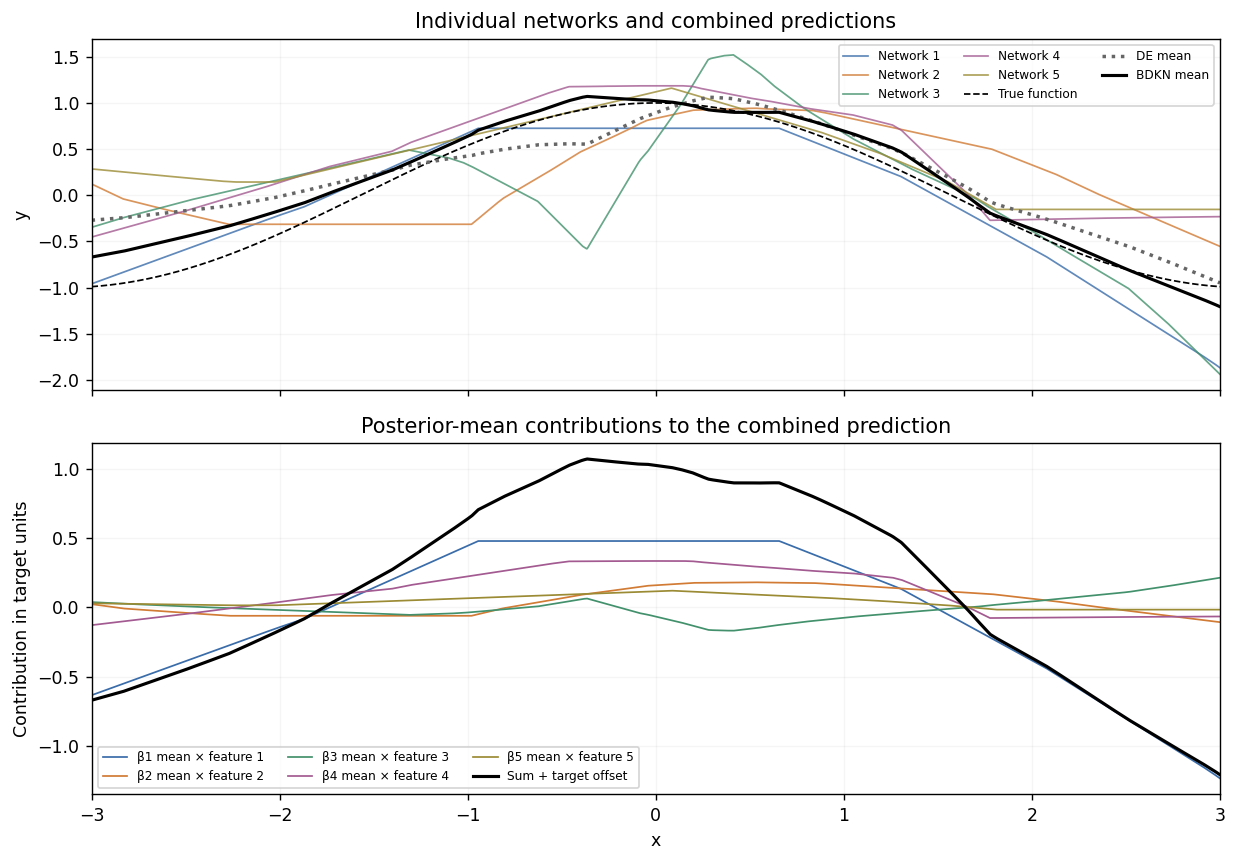 Individual networks and combined predictions
1.5
1.0
0.5
0.0
−0.5
−1.0
−1.5
−2.0
y
Network 1
Network 2
Network 3
Network 4
Network 5
True function
DE mean
BDKN mean
Posterior-mean contributions to the combined prediction
1.0
0.5
0.0
−0.5
−1.0
Contribution in target units
β1 mean × feature 1
β2 mean × feature 2
β3 mean × feature 3
β4 mean × feature 4
β5 mean × feature 5
Sum + target offset
−3
−2
−1
0
1
2
3
x